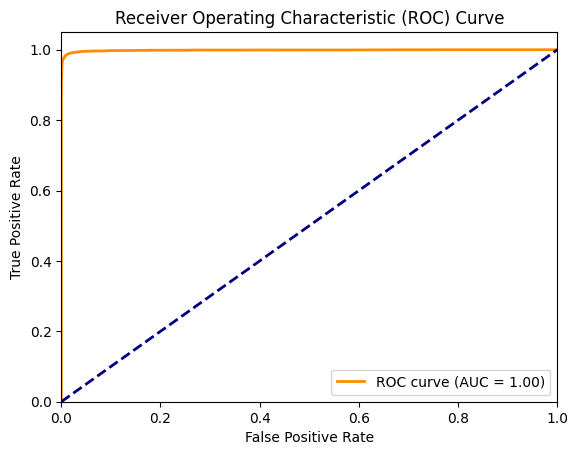 Receiver Operating Characteristic (ROC) Curve
1.0
0.8
0.6
0.4
0.2
0.0
True Positive Rate
ROC curve (AUC = 1.00)
0.0 0.2 0.4 0.6 0.8 1.0
False Positive Rate